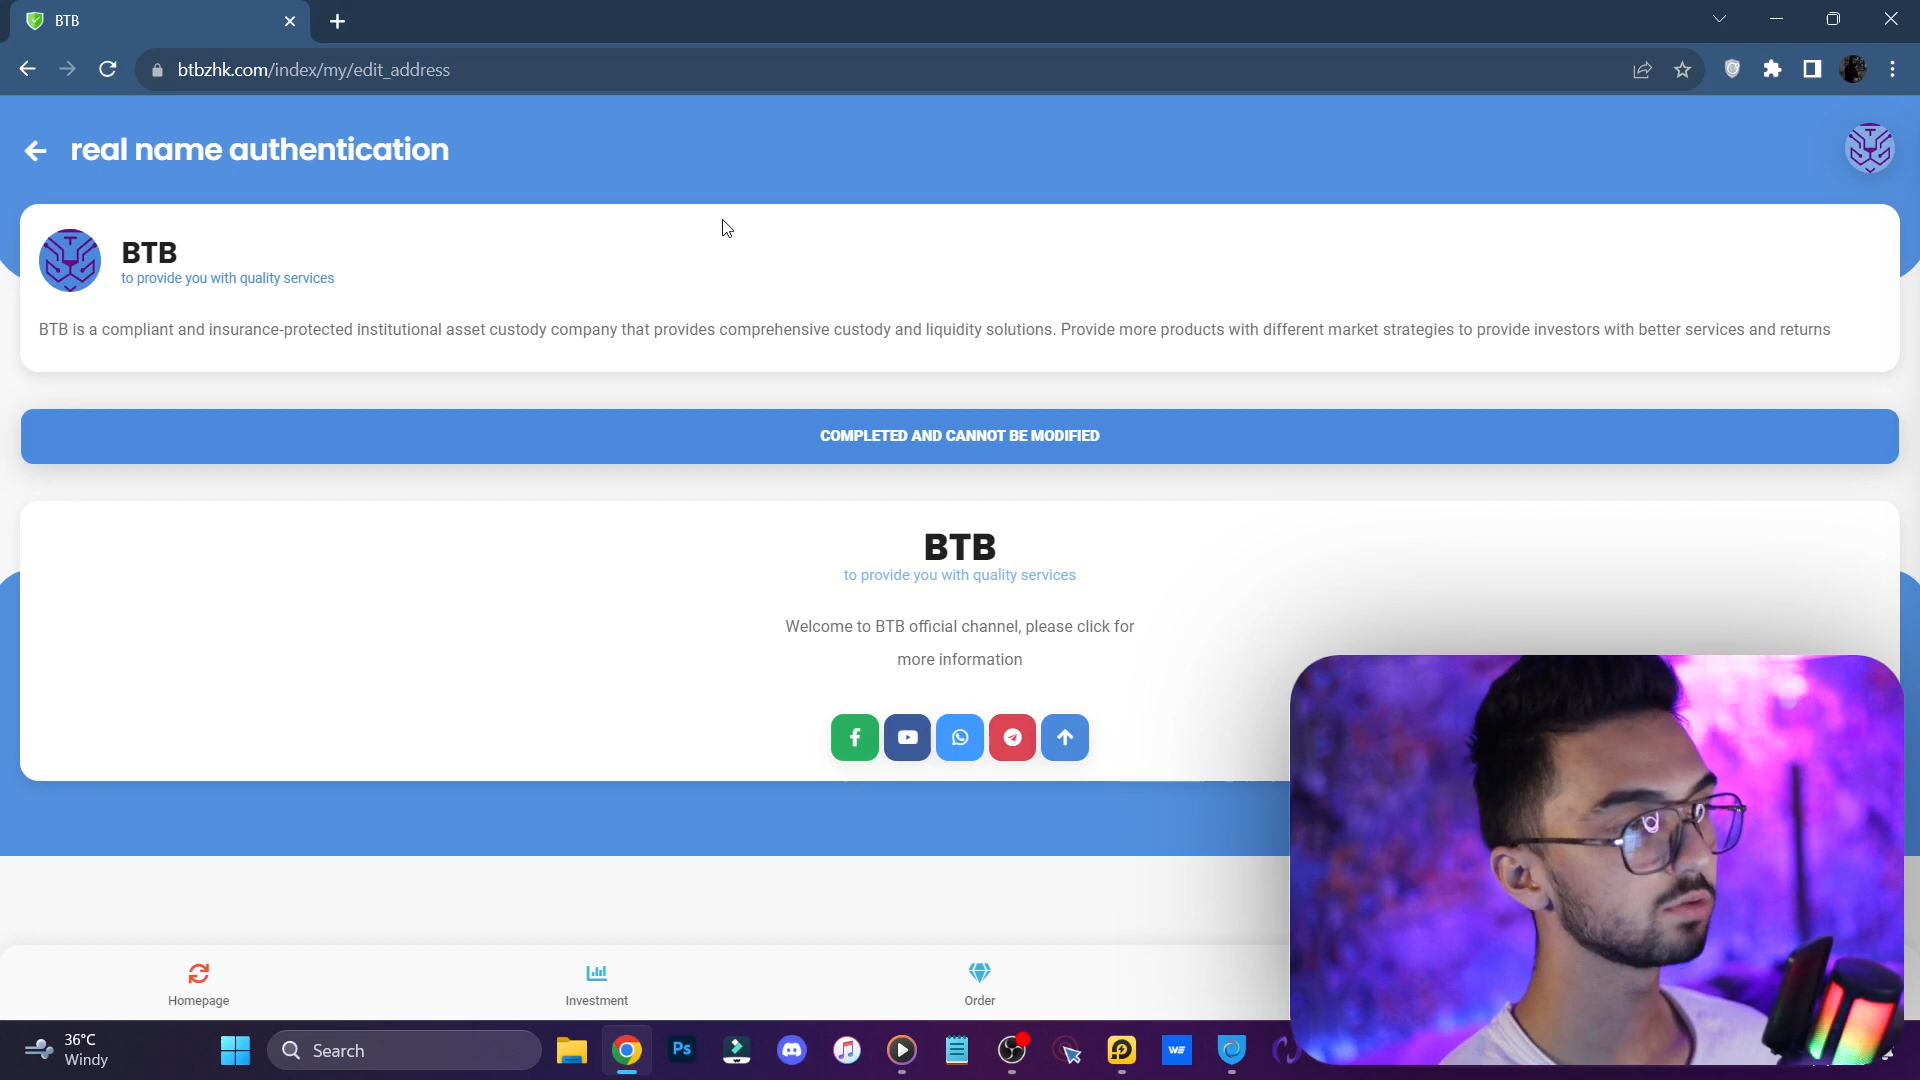 BTB
btbzhk.com/index/my/edit_address
real name authentication
BTB
to provide you with quality services
BTB is a compliant and insurance-protected institutional asset custody company that provides comprehensive custody and liquidity solutions. Provide more products with different market strategies to provide investors with better services and returns
COMPLETED AND CANNOT BE MODIFIED
BTB
to provide you with quality services
Welcome to BTB official channel, please click for
more information
Homepage
Investment
Order
36°C
Windy
Search
Ps